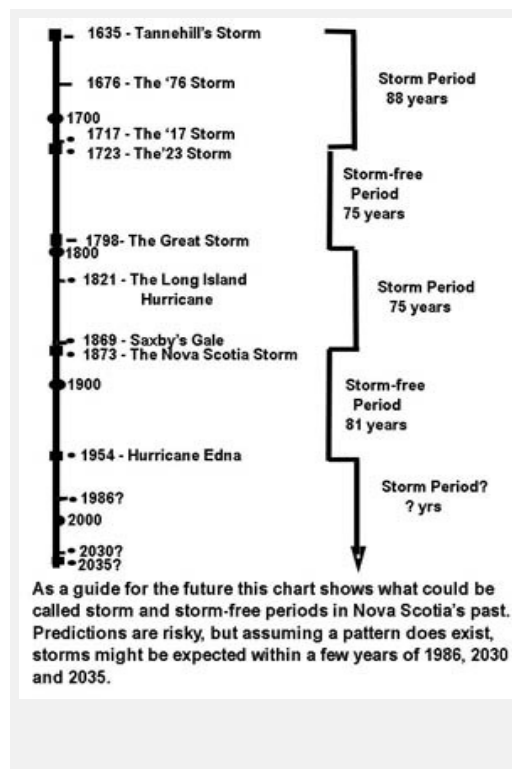 1635 - Tannehill's Storm
1676 - The '76 Storm
1700
1717 - The '17 Storm
1723 - The'23 Storm
1798- The Great Storm
1800
1821 - The Long Island
Hurricane
1869 - Saxby's Gale
1873 - The Nova Scotia Storm
1900
1954 - Hurricane Edna
1986?
2000
2030?
2035?
Storm Period
88 years
Storm-free
Period
75 years
Storm Period
75 years
Storm-free
Period
81 years
Storm Period?
? yrs
As a guide for the future this chart shows what could be
called storm and storm-free periods in Nova Scotia's past.
Predictions are risky, but assuming a pattern does exist,
storms might be expected within a few years of 1986, 2030
and 2035.